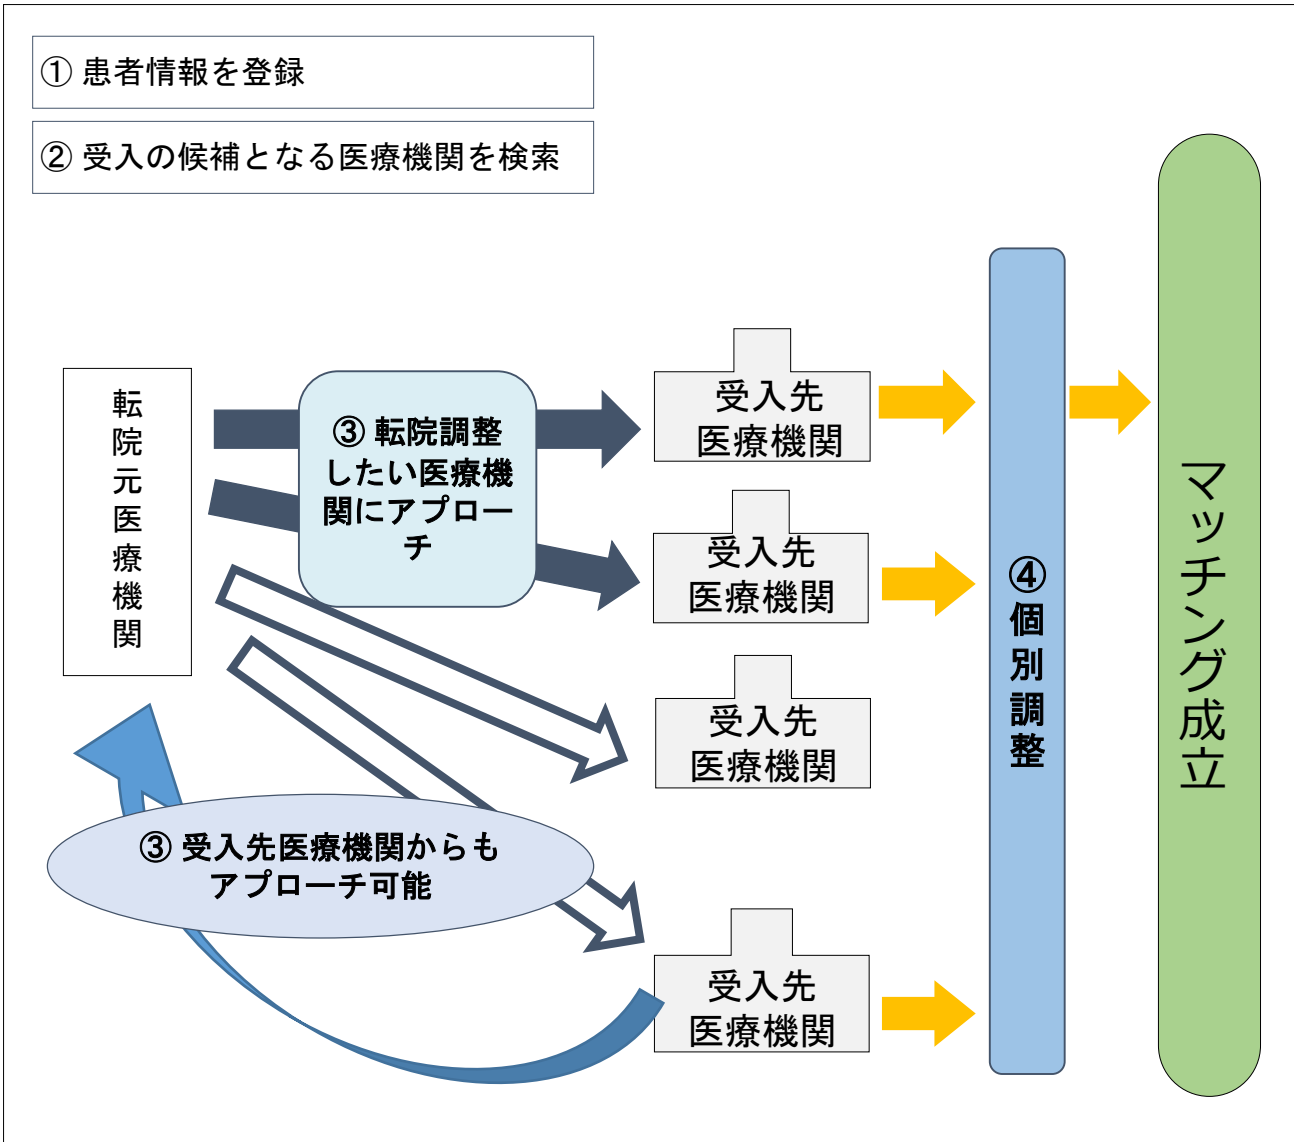 ① 患者情報を登録
② 受入の候補となる医療機関を検索
転院元医療機関
③ 転院調整
したい医療機
関にアプロー
チ
受入先
医療機関
受入先
医療機関
受入先
医療機関
③ 受入先医療機関からも
アプローチ可能
受入先
医療機関
④個別調整
マッチング成立